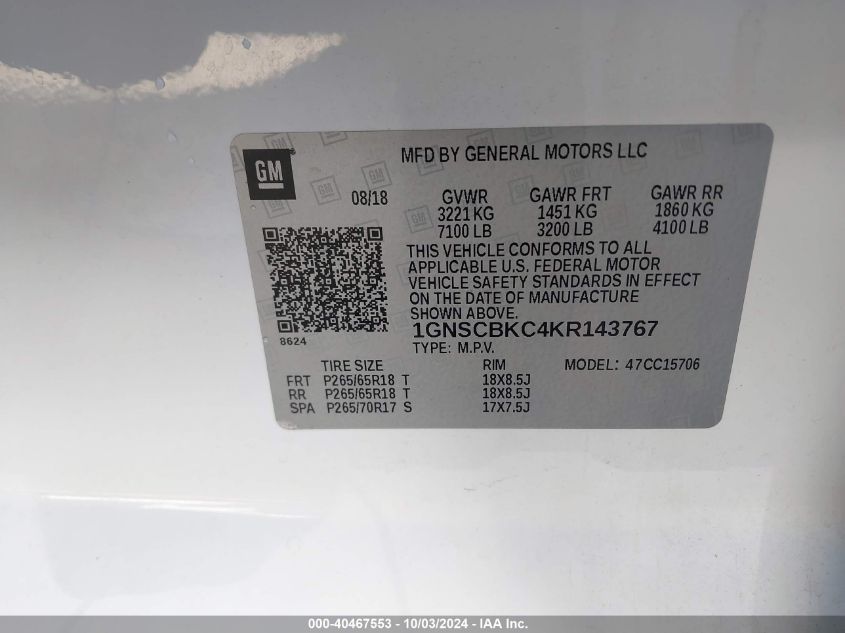 GM
MFD BY GENERAL MOTORS LLC
08/18
GVWR GAWR FRT GAWR RR
3221 KG 1451 KG 1860 KG
7100 LB 3200 LB 4100 LB
THIS VEHICLE CONFORMS TO ALL
APPLICABLE U.S. FEDERAL MOTOR
VEHICLE SAFETY STANDARDS IN EFFECT
ON THE DATE OF MANUFACTURE
SHOWN ABOVE.
1GNSCBKC4KR143767
8624
TYPE: M.P.V.
TIRE SIZE RIM MODEL: 47CC15706
FRT P265/65R18 T 18X8.5J
RR P265/65R18 T 18X8.5J
SPA P265/70R17 S 17X7.5J
000-40467553 - 10/03/2024 - IAA Inc.